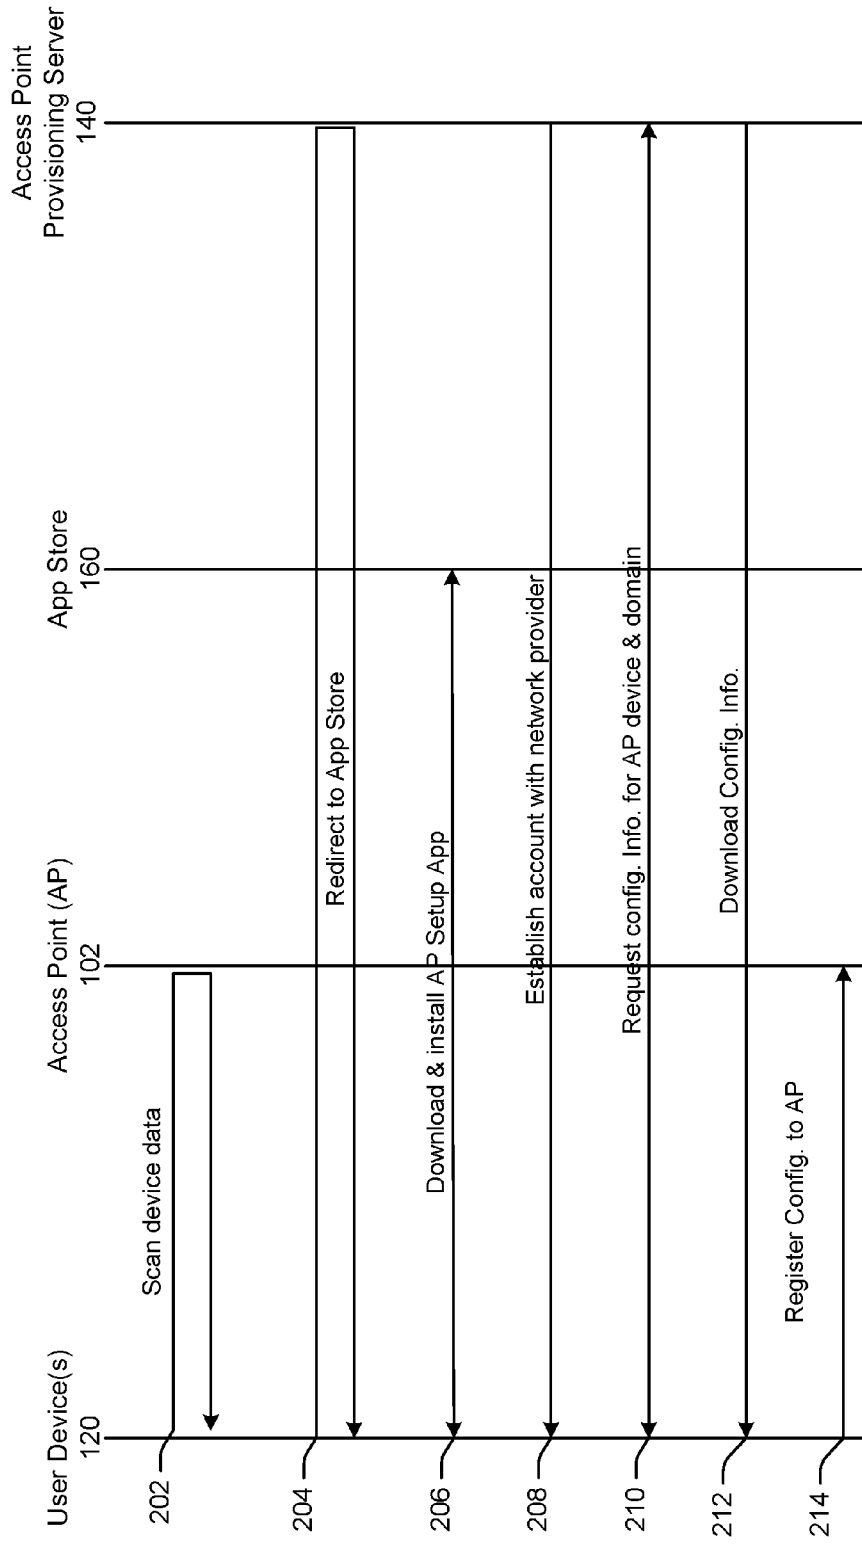 User Device(s)
120
Access Point (AP)
102
App Store
160
Access Point
Provisioning Server
140
202
Scan device data
204
Redirect to App Store
206
Download & install AP Setup App
208
Establish account with network provider
210
Request config. Info. for AP device & domain
212
Download Config. Info.
214
Register Config. to AP